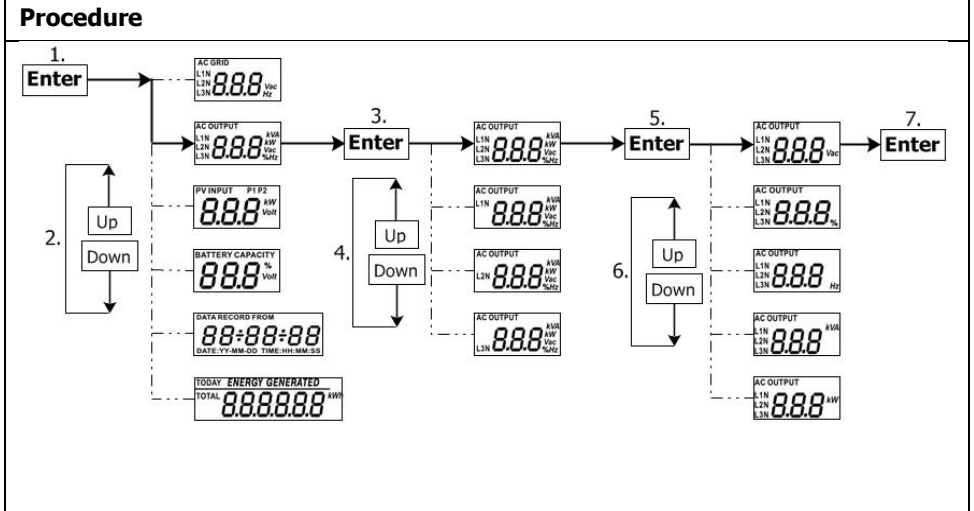 Procedure
1.
Enter
AC GRID
L1N
L2N
L3N
8.8.8.
Vac
Hz
AC OUTPUT
L1N
L2N
L3N
8.8.8.
kVA
kW
Vac
%Hz
2.
Up
Down
PV INPUT P1 P2
8.8.8
kW
Volt
BATTERY CAPACITY
88.8
%
Volt
DATA RECORD FROM
88:88:88
DATE:YY-MM-DD TIME:HH:MM:SS
TODAY ENERGY GENERATED
TOTAL
8.8.8.8.8.8
kWh
3.
Enter
4.
Up
Down
AC OUTPUT
L1N
L2N
L3N
8.8.8.
kVA
kW
Vac
%Hz
AC OUTPUT
L1N
8.8.8.
kVA
kW
Vac
%Hz
AC OUTPUT
L2N
8.8.8.
kVA
kW
Vac
%Hz
AC OUTPUT
L3N
8.8.8.
kVA
kW
Vac
%Hz
5.
Enter
6.
Up
Down
AC OUTPUT
L1N
L2N
L3N
8.8.8
Vac
AC OUTPUT
L1N
L2N
L3N
8.8.8.
%
AC OUTPUT
L1N
L2N
L3N
8.8.8
Hz
AC OUTPUT
L1N
L2N
L3N
8.8.8
kVA
AC OUTPUT
L1N
L2N
L3N
8.8.8
kW
7.
Enter